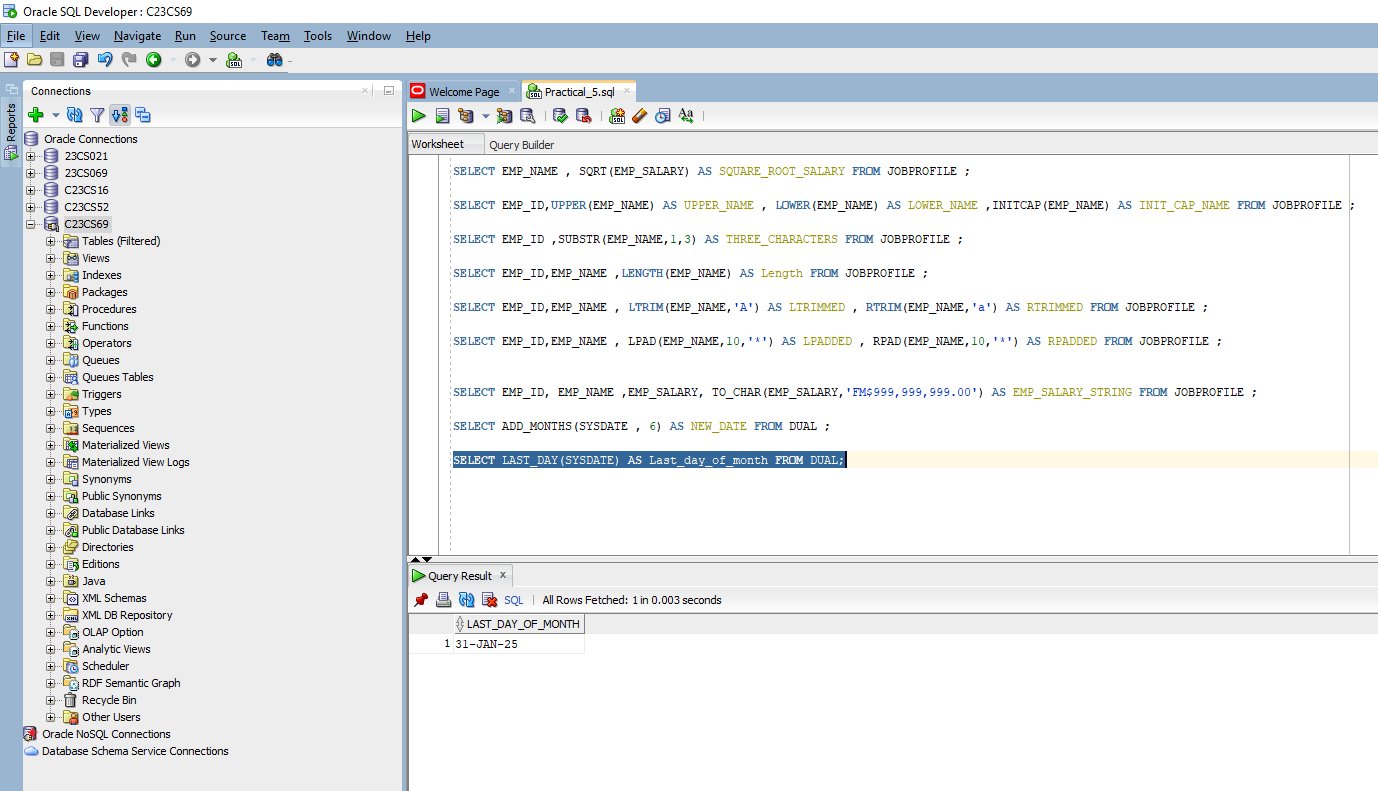 Oracle SQL Developer : C23CS69
File Edit View Navigate Run Source Team Tools Window Help
Reports
Connections
Oracle Connections
23CS021
23CS069
C23CS16
C23CS52
C23CS69
Tables (Filtered)
Views
Indexes
Packages
Procedures
Functions
Operators
Queues
Queues Tables
Triggers
Types
Sequences
Materialized Views
Materialized View Logs
Synonyms
Public Synonyms
Database Links
Public Database Links
Directories
Editions
Java
XML Schemas
XML DB Repository
OLAP Option
Analytic Views
Scheduler
RDF Semantic Graph
Recycle Bin
Other Users
Oracle NoSQL Connections
Database Schema Service Connections
Welcome Page Practical_5.sql
Worksheet Query Builder
SELECT EMP_NAME , SQRT(EMP_SALARY) AS SQUARE_ROOT_SALARY FROM JOBPROFILE ;
SELECT EMP_ID,UPPER(EMP_NAME) AS UPPER_NAME , LOWER(EMP_NAME) AS LOWER_NAME ,INITCAP(EMP_NAME) AS INIT_CAP_NAME FROM JOBPROFILE ;
SELECT EMP_ID ,SUBSTR(EMP_NAME,1,3) AS THREE_CHARACTERS FROM JOBPROFILE ;
SELECT EMP_ID,EMP_NAME ,LENGTH(EMP_NAME) AS Length FROM JOBPROFILE ;
SELECT EMP_ID,EMP_NAME , LTRIM(EMP_NAME,'A') AS LTRIMMED , RTRIM(EMP_NAME,'a') AS RTRIMMED FROM JOBPROFILE ;
SELECT EMP_ID,EMP_NAME , LPAD(EMP_NAME,10,'*') AS LPADDED , RPAD(EMP_NAME,10,'*') AS RPADDED FROM JOBPROFILE ;
SELECT EMP_ID, EMP_NAME ,EMP_SALARY, TO_CHAR(EMP_SALARY,'FM$999,999,999.00') AS EMP_SALARY_STRING FROM JOBPROFILE ;
SELECT ADD_MONTHS(SYSDATE , 6) AS NEW_DATE FROM DUAL ;
SELECT LAST_DAY(SYSDATE) AS Last_day_of_month FROM DUAL;
Query Result
SQL All Rows Fetched: 1 in 0.003 seconds
LAST_DAY_OF_MONTH
1 31-JAN-25